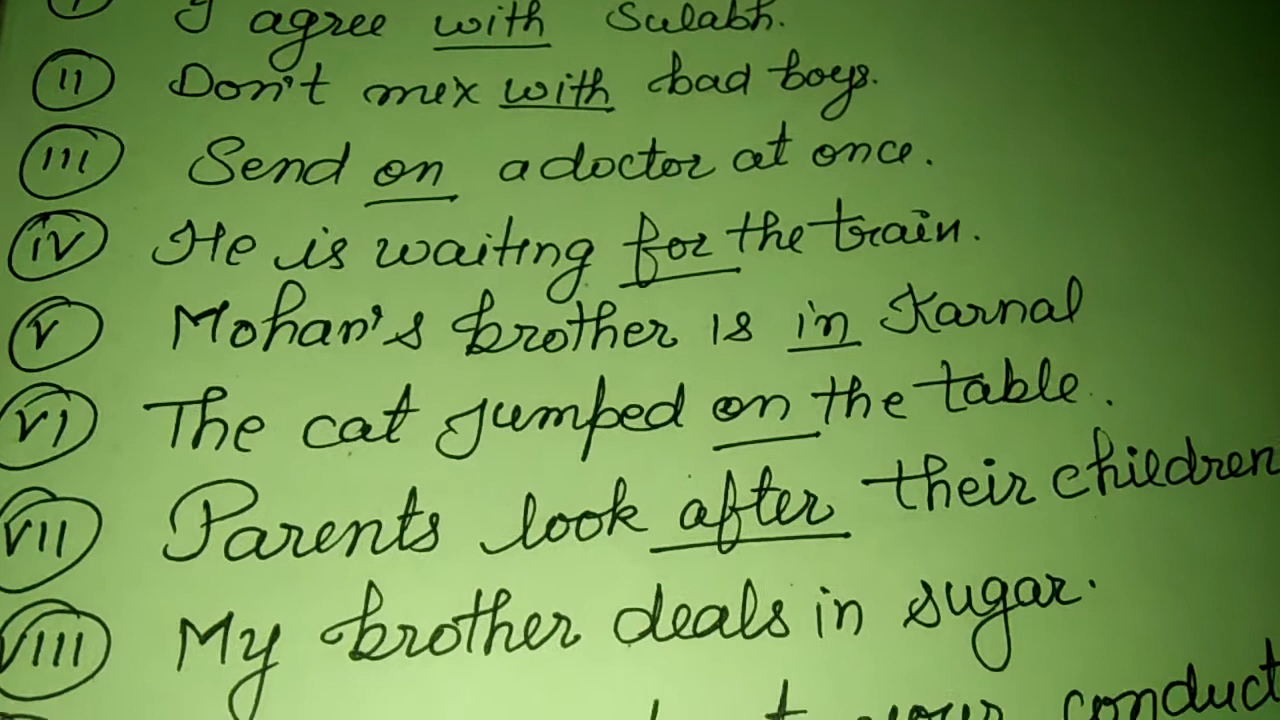 I agree with Sulabh.
II Don't mix with bad boys.
III Send on a doctor at once.
IV He is waiting for the train.
V Mohan's brother is in Karnal
VI The cat jumped on the table.
VII Parents look after their children
VIII My brother deals in sugar.
your conduct